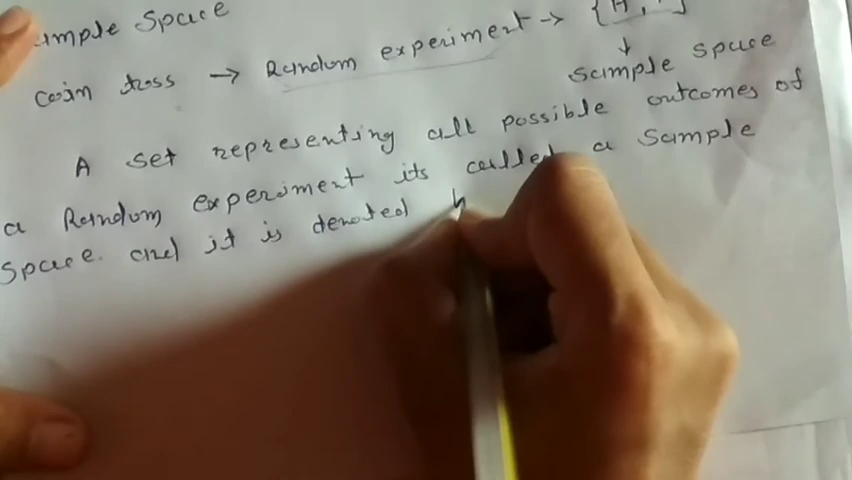 Space
coin toss → Random experiment → {H,
↓
sample space
A set representing all possible outcomes of
a Random experiment its called a sample
space. and it is denoted